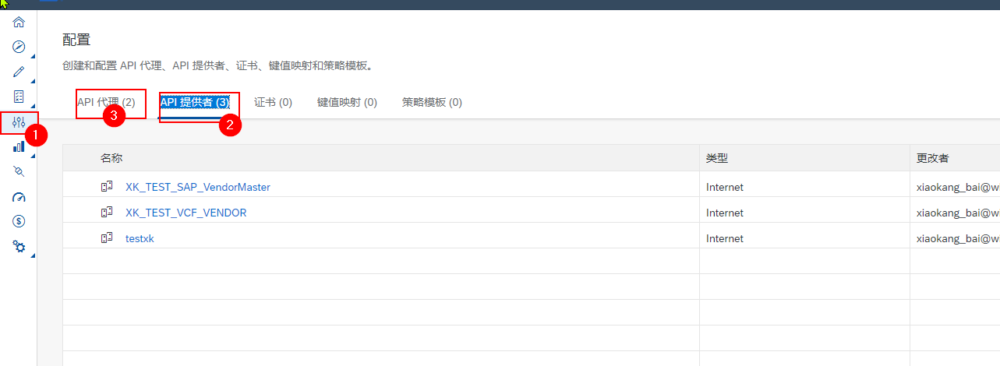 配置
创建和配置 API 代理、API 提供者、证书、键值映射和策略模板。
API 代理 (2) API 提供者 (3) 证书 (0) 键值映射 (0) 策略模板 (0)
3
2
1
名称 类型 更改者
XK_TEST_SAP_VendorMaster Internet xiaokang_bai@wi
XK_TEST_VCF_VENDOR Internet xiaokang_bai@wi
testxk Internet xiaokang_bai@wi